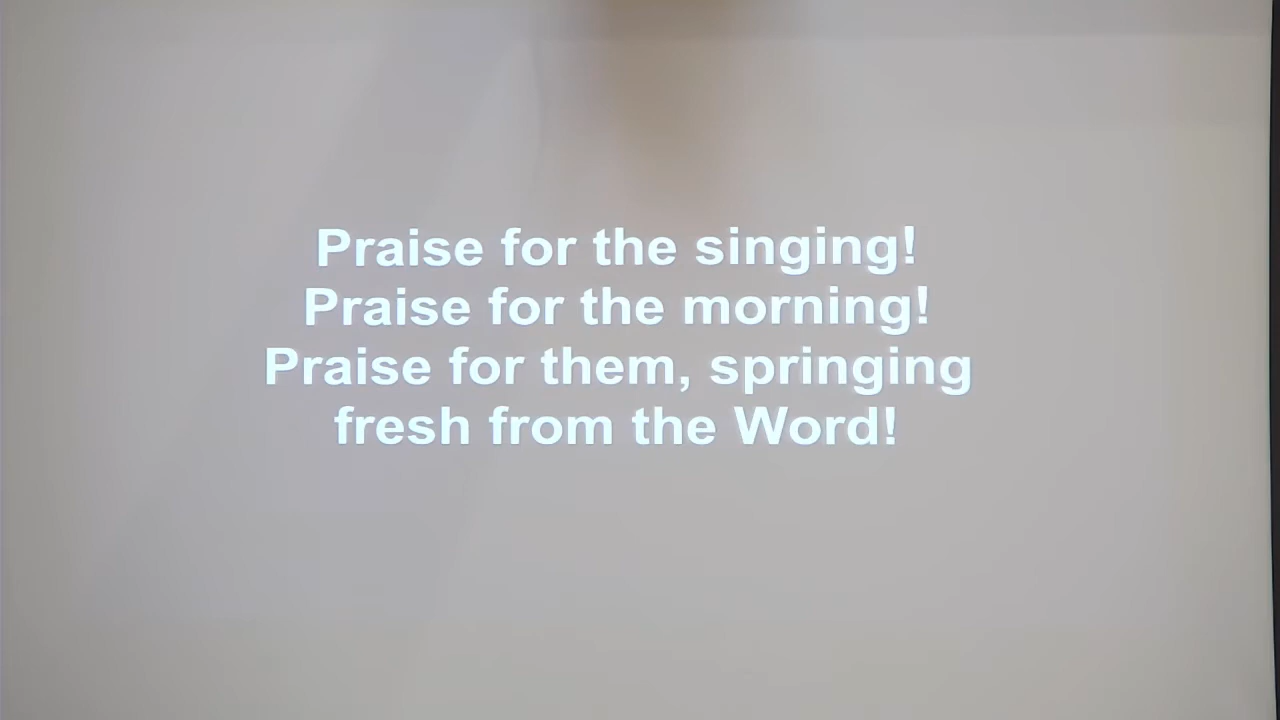 Praise for the singing!
Praise for the morning!
Praise for them, springing
fresh from the Word!